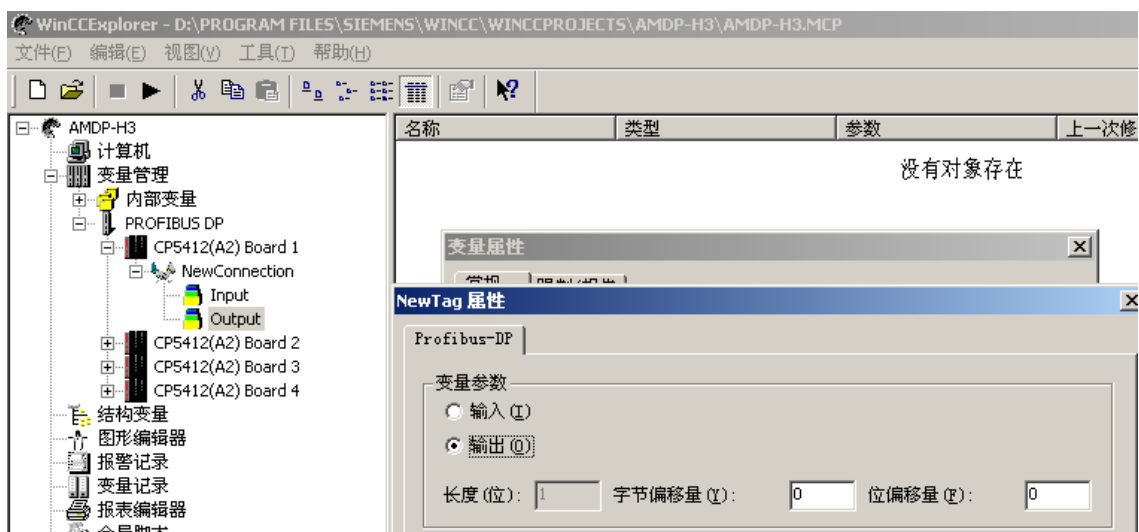 WinCCExplorer - D:\PROGRAM FILES\SIEMENS\WINCC\WINCCPROJECTS\AMDP-H3\AMDP-H3.MCP
文件(F) 编辑(E) 视图(V) 工具(T) 帮助(H)
AMDP-H3
计算机
变量管理
内部变量
PROFIBUS DP
CP5412(A2) Board 1
NewConnection
Input
Output
CP5412(A2) Board 2
CP5412(A2) Board 3
CP5412(A2) Board 4
结构变量
图形编辑器
报警记录
变量记录
报表编辑器
名称 类型 参数 上一次修
没有对象存在
变量属性
常规
NewTag 属性
Profibus-DP
变量参数
输入(I)
输出(O)
长度(位): 1 字节偏移量(Y): 0 位偏移量(F): 0